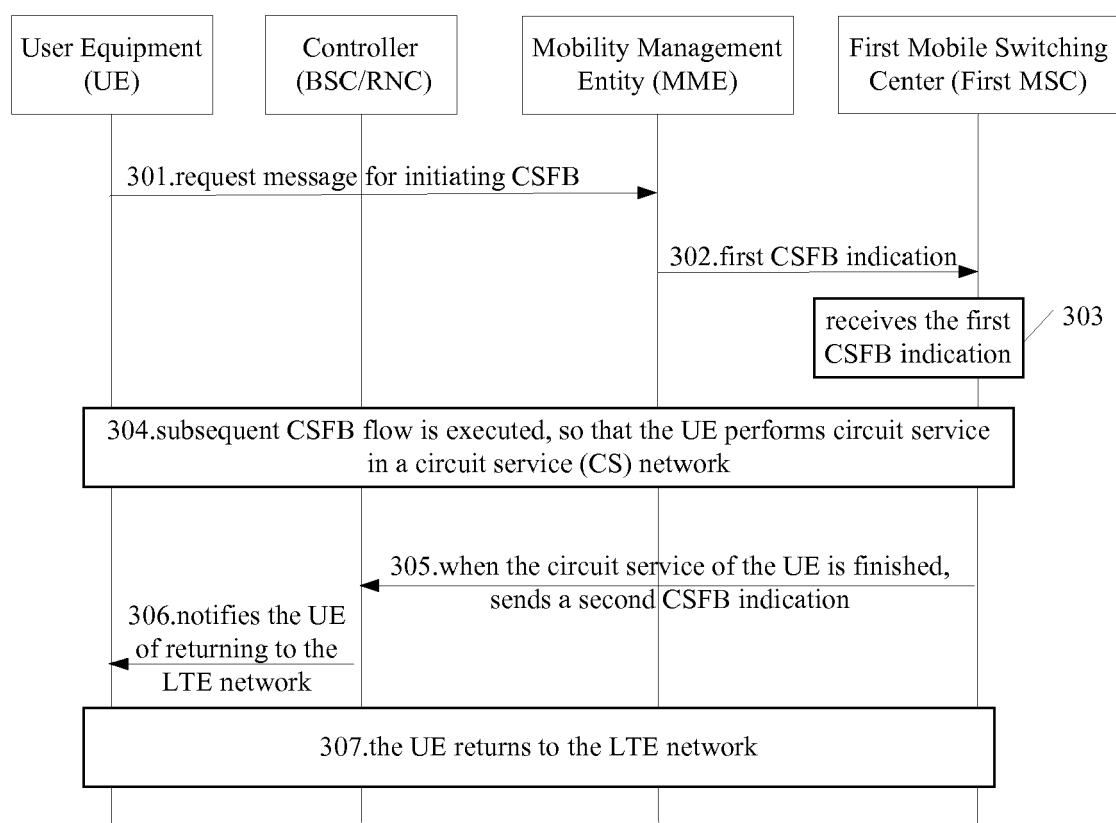 User Equipment
(UE)
Controller
(BSC/RNC)
Mobility Management
Entity (MME)
First Mobile Switching
Center (First MSC)
301.request message for initiating CSFB
302.first CSFB indication
receives the first
CSFB indication
303
304.subsequent CSFB flow is executed, so that the UE performs circuit service
in a circuit service (CS) network
305.when the circuit service of the UE is finished,
sends a second CSFB indication
306.notifies the UE
of returning to the
LTE network
307.the UE returns to the LTE network